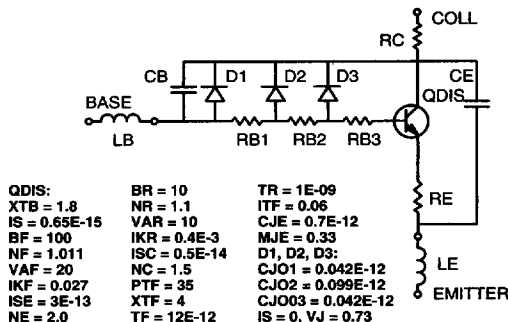 COLL
RC
CB D1 D2 D3 CE
QDIS
BASE
LB RB1 RB2 RB3
RE
LE
EMITTER
QDIS:
XTB = 1.8
IS = 0.65E-15
BF = 100
NF = 1.011
VAF = 20
IKF = 0.027
ISE = 3E-13
NE = 2.0
BR = 10
NR = 1.1
VAR = 10
IKR = 0.4E-3
ISC = 0.5E-14
NC = 1.5
PTF = 35
XTF = 4
TF = 12E-12
TR = 1E-09
ITF = 0.06
CJE = 0.7E-12
MJE = 0.33
D1, D2, D3:
CJO1 = 0.042E-12
CJO2 = 0.099E-12
CJO03 = 0.042E-12
IS = 0, VJ = 0.73